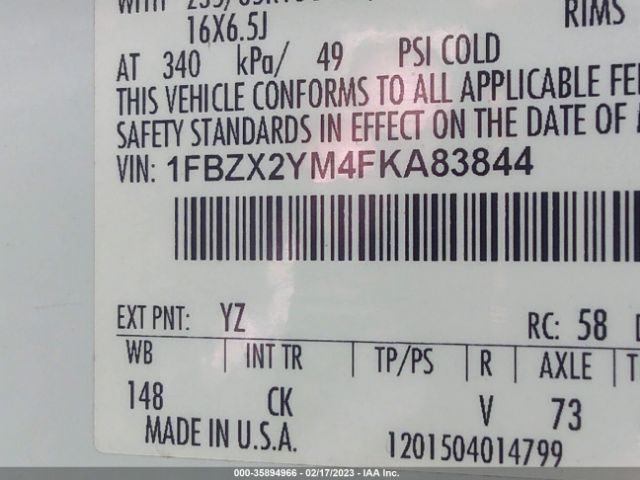 16X6.5J RIMS
AT 340 kPa/ 49 PSI COLD
THIS VEHICLE CONFORMS TO ALL APPLICABLE
SAFETY STANDARDS IN EFFECT ON THE DATE OF
VIN: 1FBZX2YM4FKA83844
EXT PNT: YZ RC: 58
WB INT TR TP/PS R AXLE
148 CK V 73
MADE IN U.S.A. 1201504014799
000-35894966 - 02/17/2023 - IAA Inc.